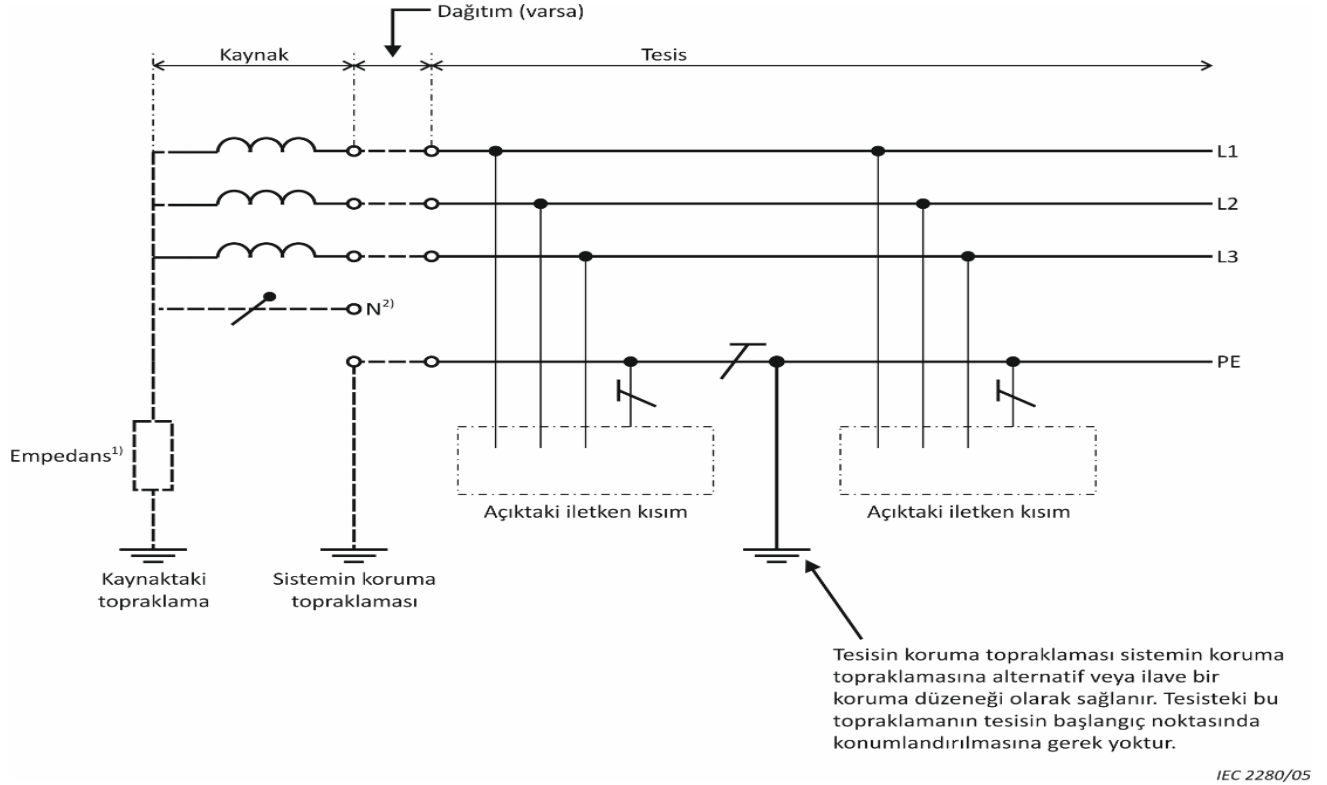 Dağıtım (varsa)
Kaynak
Tesis
L1
L2
L3
N2)
PE
Empedans1)
Açıktaki iletken kısım
Açıktaki iletken kısım
Kaynaktaki
topraklama
Sistemin koruma
topraklaması
Tesisin koruma topraklaması sistemin koruma
topraklamasına alternatif veya ilave bir
koruma düzeneği olarak sağlanır. Tesisteki bu
topraklamanın tesisin başlangıç noktasında
konumlandırılmasına gerek yoktur.
IEC 2280/05